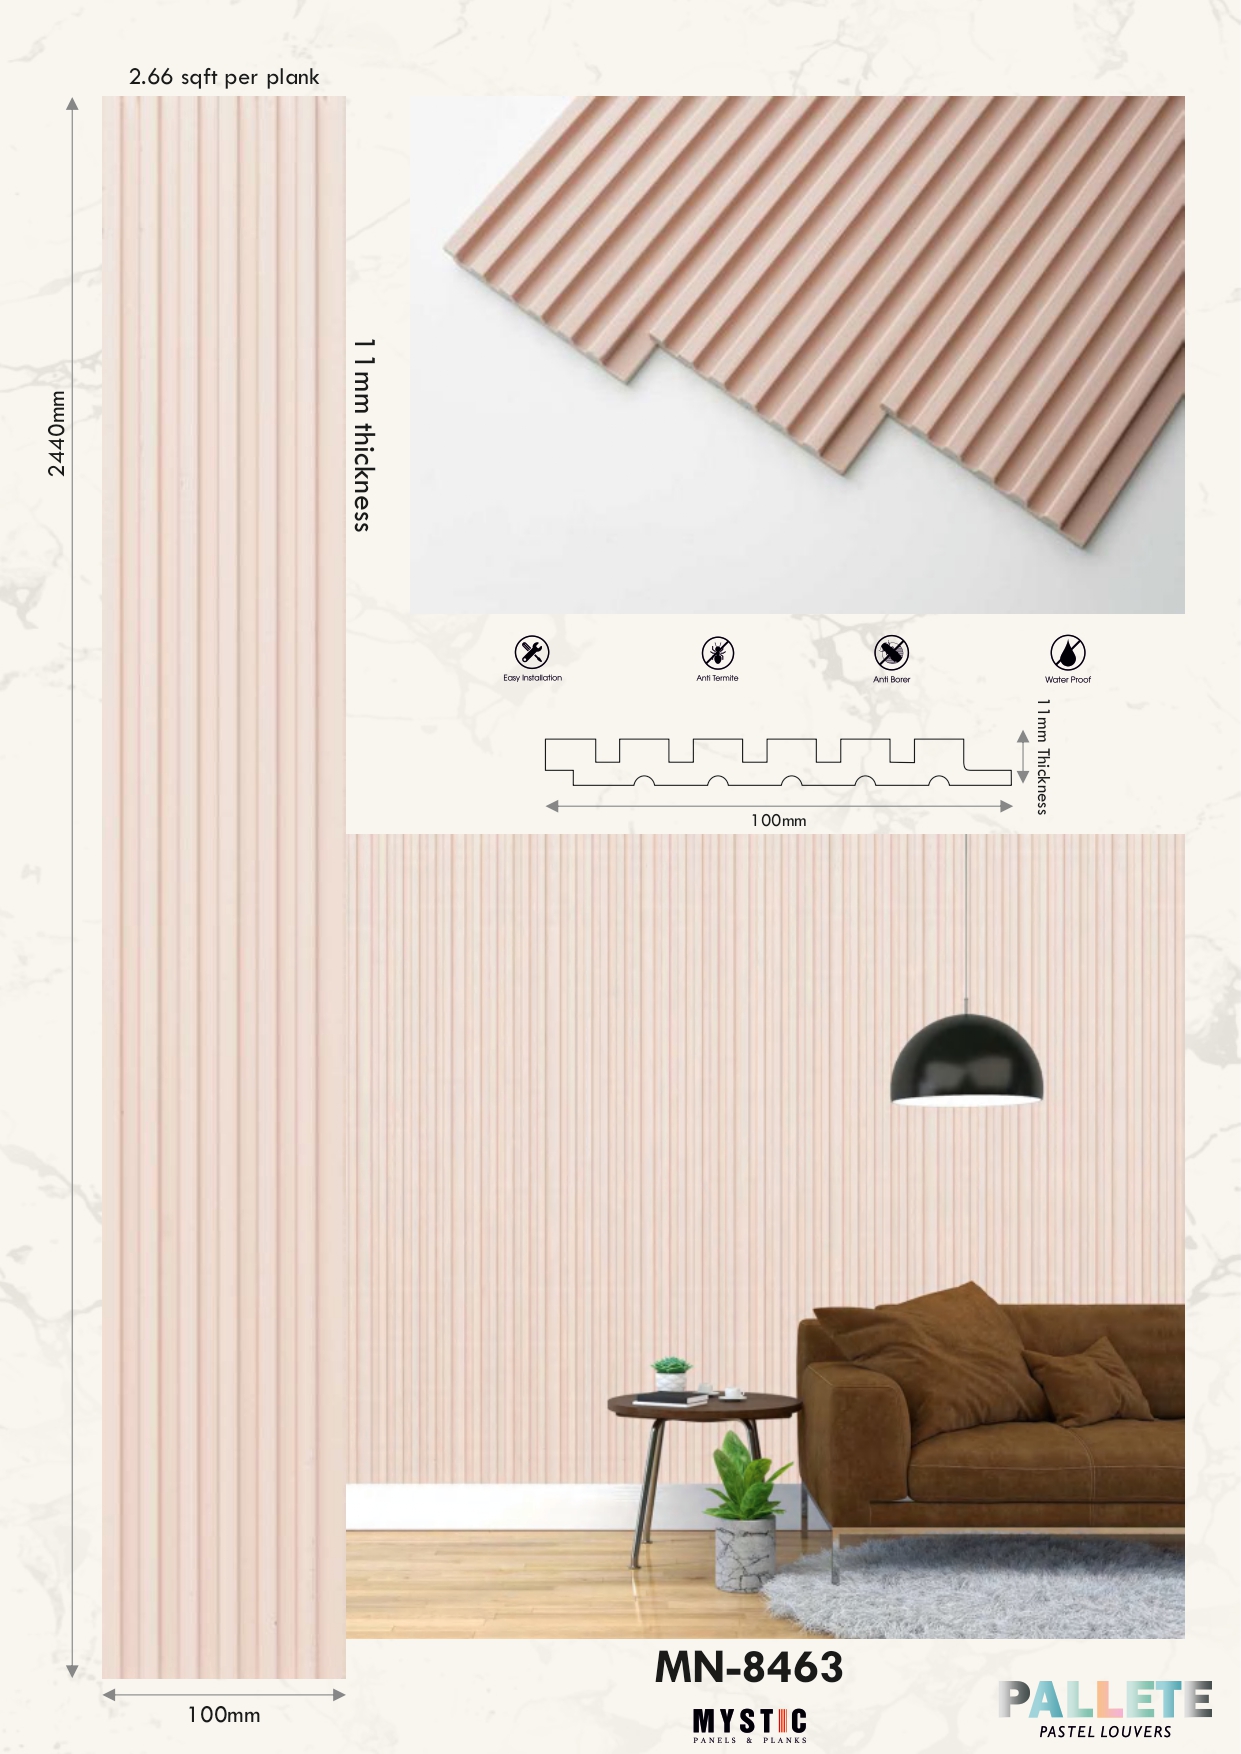 2.66 sqft per plank
2440mm
11mm thickness
Easy Installation
Anti Termite
Anti Borer
Water Proof
11mm Thickness
100mm
100mm
MN-8463
MYSTIC
PANELS & PLANKS
PALLETE
PASTEL LOUVERS